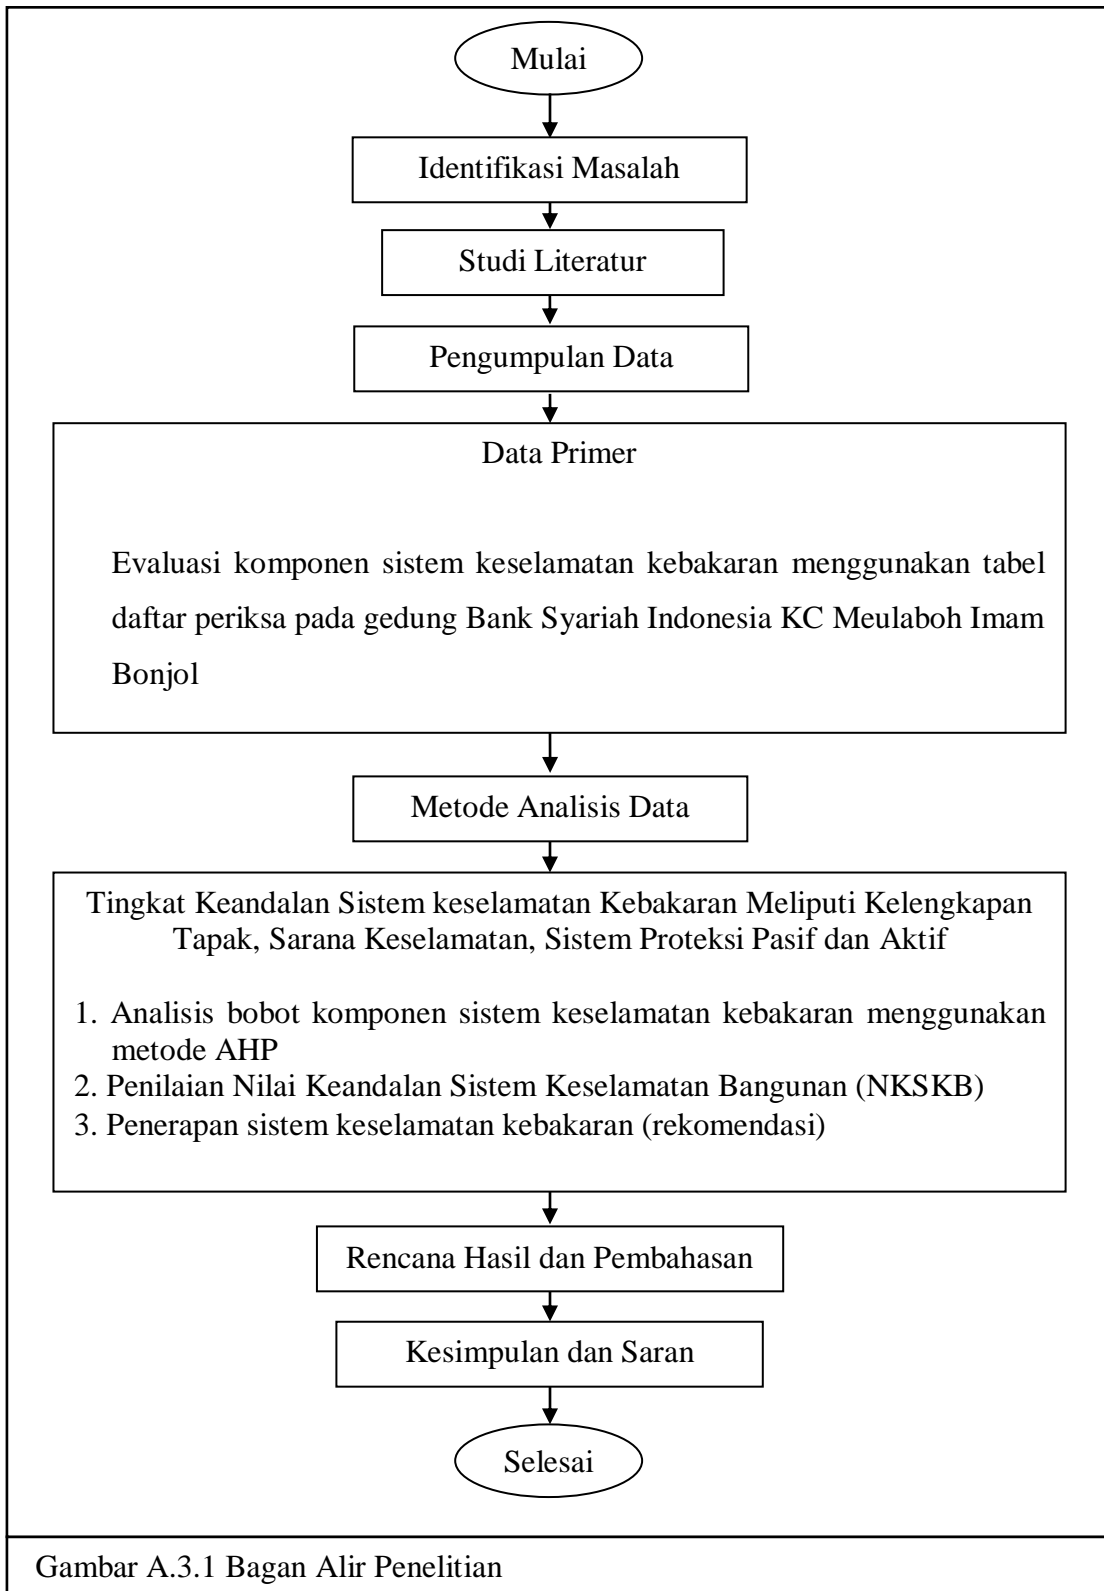 Mulai
Identifikasi Masalah
Studi Literatur
Pengumpulan Data
Data Primer
Evaluasi komponen sistem keselamatan kebakaran menggunakan tabel
daftar periksa pada gedung Bank Syariah Indonesia KC Meulaboh Imam
Bonjol
Metode Analisis Data
Tingkat Keandalan Sistem keselamatan Kebakaran Meliputi Kelengkapan
Tapak, Sarana Keselamatan, Sistem Proteksi Pasif dan Aktif
1. Analisis bobot komponen sistem keselamatan kebakaran menggunakan
metode AHP
2. Penilaian Nilai Keandalan Sistem Keselamatan Bangunan (NKSKB)
3. Penerapan sistem keselamatan kebakaran (rekomendasi)
Rencana Hasil dan Pembahasan
Kesimpulan dan Saran
Selesai
Gambar A.3.1 Bagan Alir Penelitian